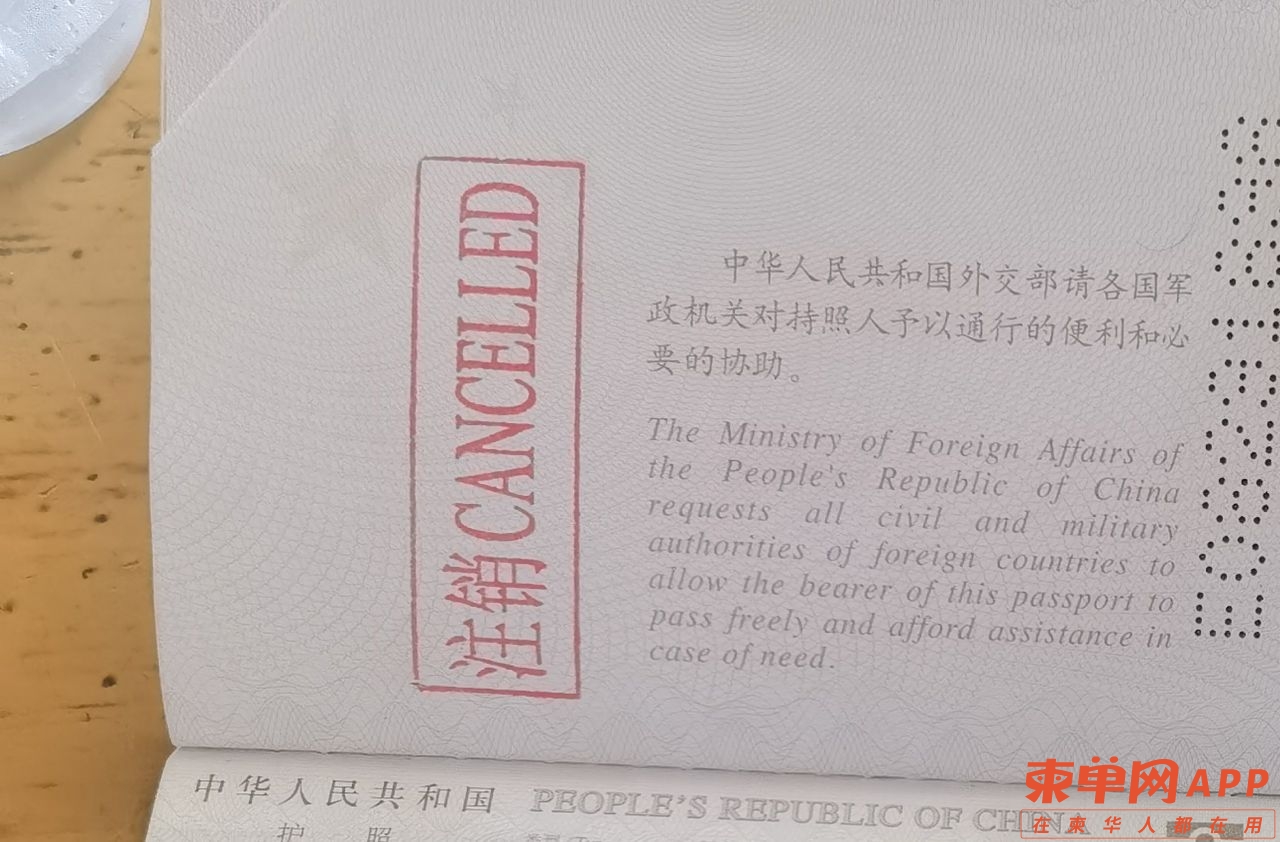 注销 CANCELLED
中华人民共和国外交部请各国军
政机关对持照人予以通行的便利和必
要的协助。
The Ministry of Foreign Affairs of
the People's Republic of China
requests all civil and military
authorities of foreign countries to
allow the bearer of this passport to
pass freely and afford assistance in
case of need.
中华人民共和国 PEOPLE'S REPUBLIC OF CHINA
护 照
柬单网APP
在柬华人都在用